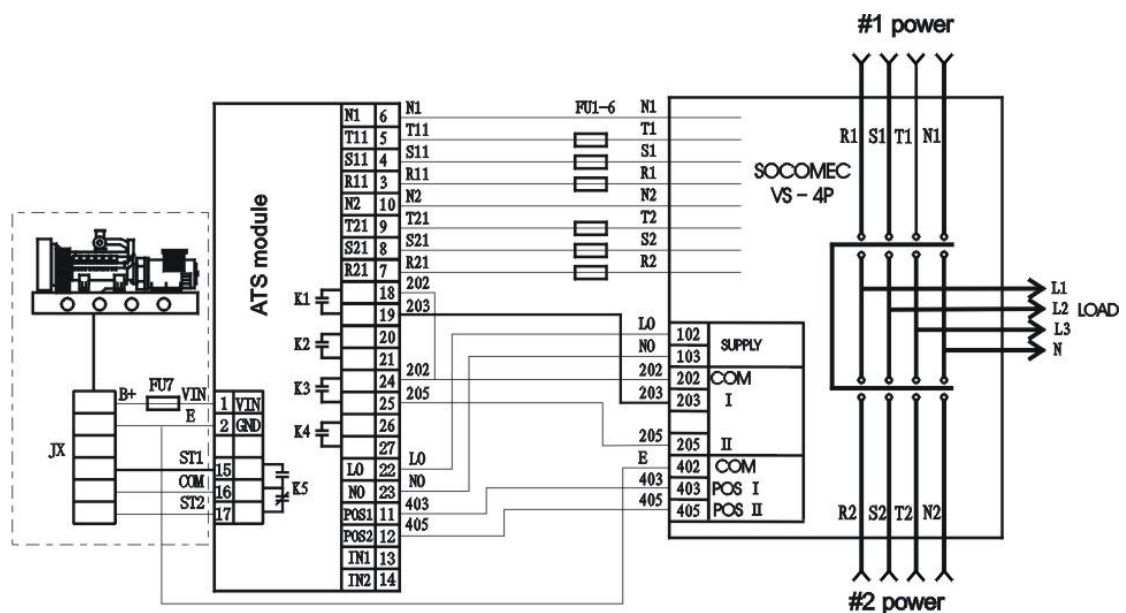 #1 power
N1 6 N1 FU1-6 N1
T11 5 T11 T1
S11 4 S11 S1
R11 3 R11 R1
N2 10 N2 N2
T21 9 T21 T2
S21 8 S21 S2
R21 7 R21 R2
R1 S1 T1 N1
SOCOMEC
VS - 4P
ATS module
K1 18 202
19 203
K2 20
21
K3 24 202
25 205
K4 26
27
L0 22 L0
N0 23 N0
POS1 11 403
POS2 12 405
IN1 13
IN2 14
L0 102 SUPPLY
N0 103
202 202 COM
203 203 I
205 205 II
E 402 COM
403 403 POS I
405 405 POS II
L1
L2 LOAD
L3
N
JX
B+ FU7 VIN 1 VIN
E 2 GND
ST1 15
COM 16 K5
ST2 17
R2 S2 T2 N2
#2 power